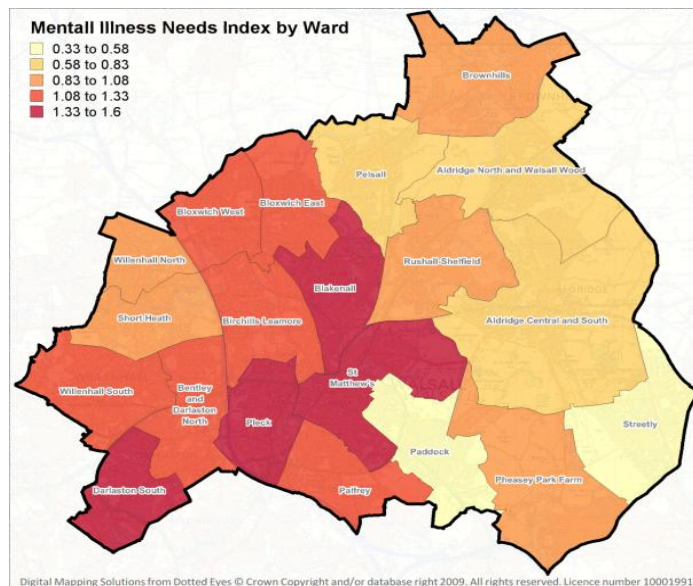 Mentall Illness Needs Index by Ward
0.33 to 0.58
0.58 to 0.83
0.83 to 1.08
1.08 to 1.33
1.33 to 1.6
Brownhills
Pelsall
Aldridge North and Walsall Wood
Bloxwich East
Bloxwich West
Willenhall North
Rushall-Shelfield
Blakenall
Short Heath
Birchills Leamore
Aldridge Central and South
St
Matthew's
Willenhall South
Bentley
and
Darlaston
North
Pleck
Paddock
Streetly
Pheasey Park Farm
Darlaston South
Palfrey
Digital Mapping Solutions from Dotted Eyes © Crown Copyright and/or database right 2009. All rights reserved. Licence number 10001991